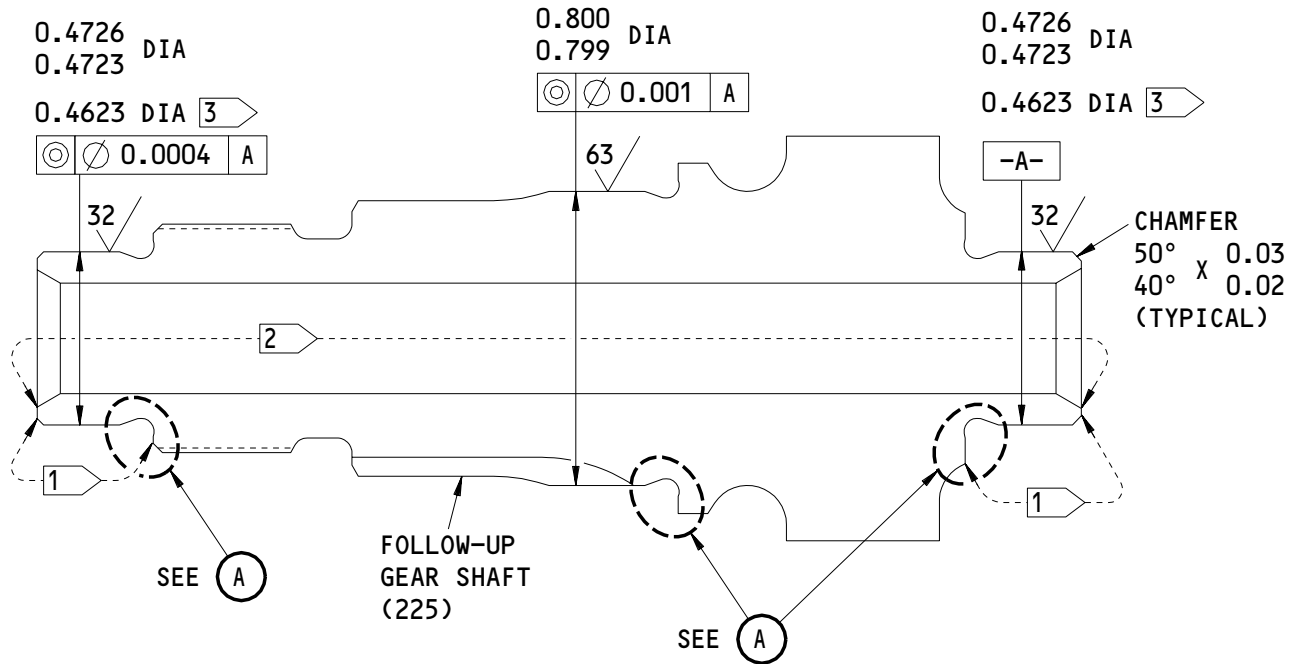 0.4726
0.4723 DIA
0.4623 DIA 3
⌀ 0.0004 A
32
0.800
0.799 DIA
⌀ 0.001 A
63
0.4726
0.4723 DIA
0.4623 DIA 3
-A-
32
CHAMFER
50° X 0.03
40° 0.02
(TYPICAL)
2
1
1
SEE A
FOLLOW-UP
GEAR SHAFT
(225)
SEE A